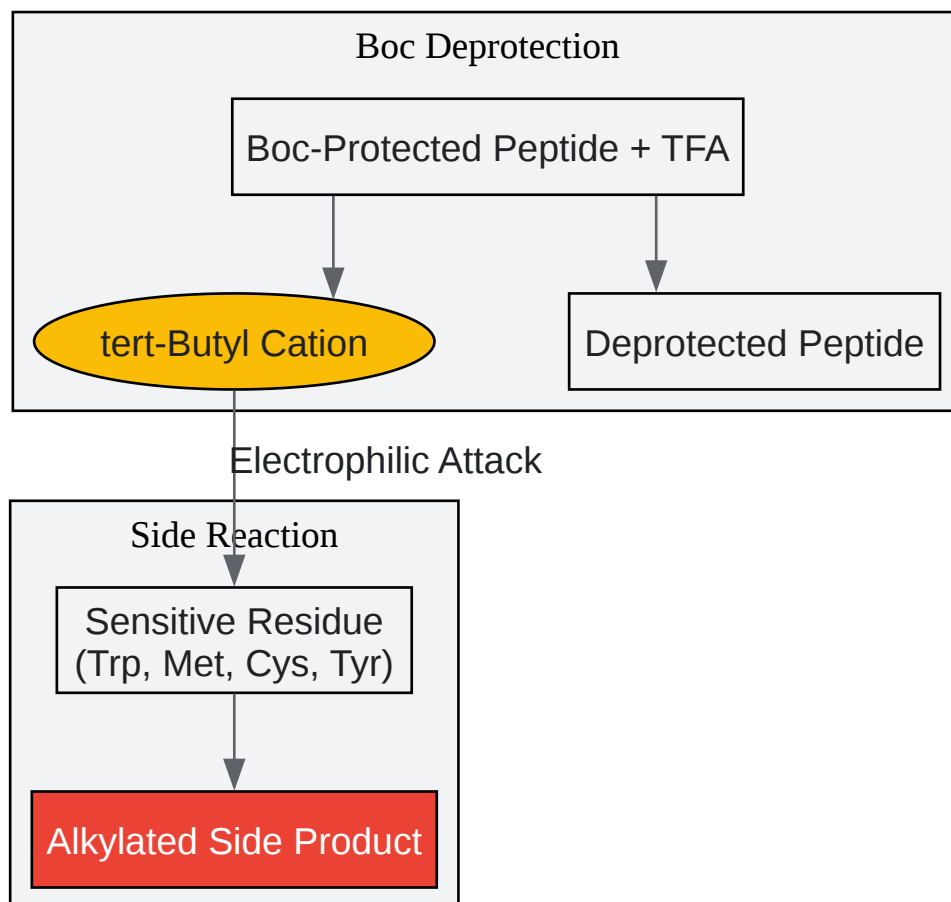 Boc Deprotection
Boc-Protected Peptide + TFA
tert-Butyl Cation
Deprotected Peptide
Electrophilic Attack
Side Reaction
Sensitive Residue
(Trp, Met, Cys, Tyr)
Alkylated Side Product